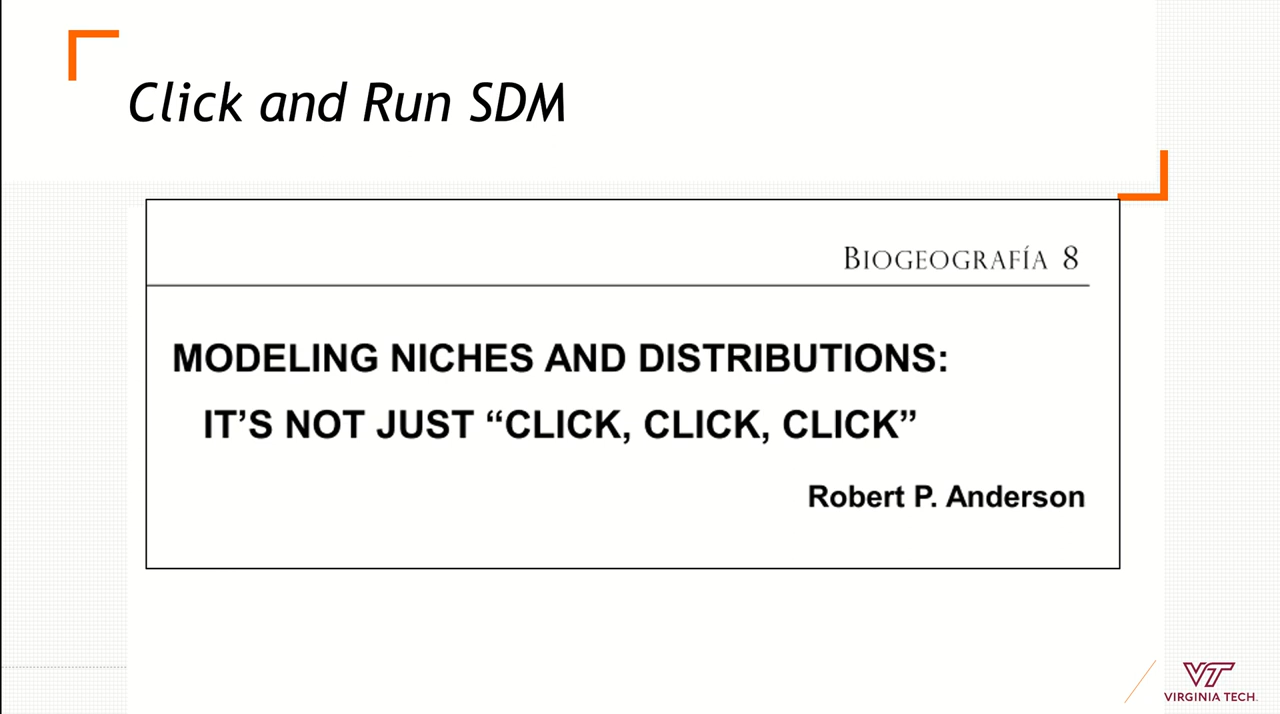 Click and Run SDM
BIOGEOGRAFÍA 8
MODELING NICHES AND DISTRIBUTIONS:
IT’S NOT JUST “CLICK, CLICK, CLICK”
Robert P. Anderson
VT
VIRGINIA TECH.